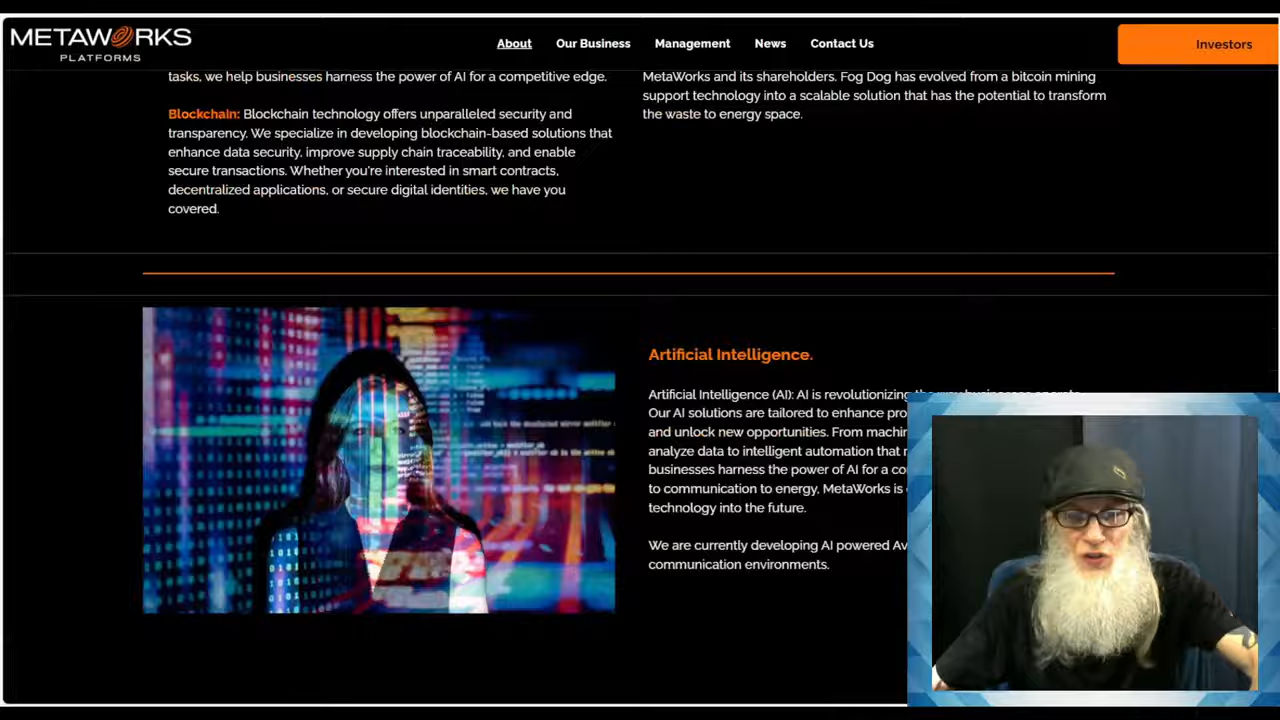 METAWORKS
PLATFORMS
About
Our Business
Management
News
Contact Us
Investors
tasks, we help businesses harness the power of AI for a competitive edge.
Blockchain: Blockchain technology offers unparalleled security and
transparency. We specialize in developing blockchain-based solutions that
enhance data security, improve supply chain traceability, and enable
secure transactions. Whether you're interested in smart contracts,
decentralized applications, or secure digital identities, we have you
covered.
MetaWorks and its shareholders. Fog Dog has evolved from a bitcoin mining
support technology into a scalable solution that has the potential to transform
the waste to energy space.
Artificial Intelligence.
Artificial Intelligence (AI): AI is revolutionizing
Our AI solutions are tailored to enhance
and unlock new opportunities. From
analyze data to intelligent automation that
businesses harness the power of AI for a
to communication to energy, MetaWorks is
technology into the future.
We are currently developing AI powered
communication environments.